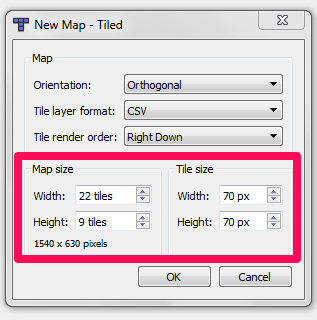 New Map - Tiled
Map
Orientation: Orthogonal
Tile layer format: CSV
Tile render order: Right Down
Map size
Width: 22 tiles
Height: 9 tiles
1540 x 630 pixels
Tile size
Width: 70 px
Height: 70 px
OK Cancel